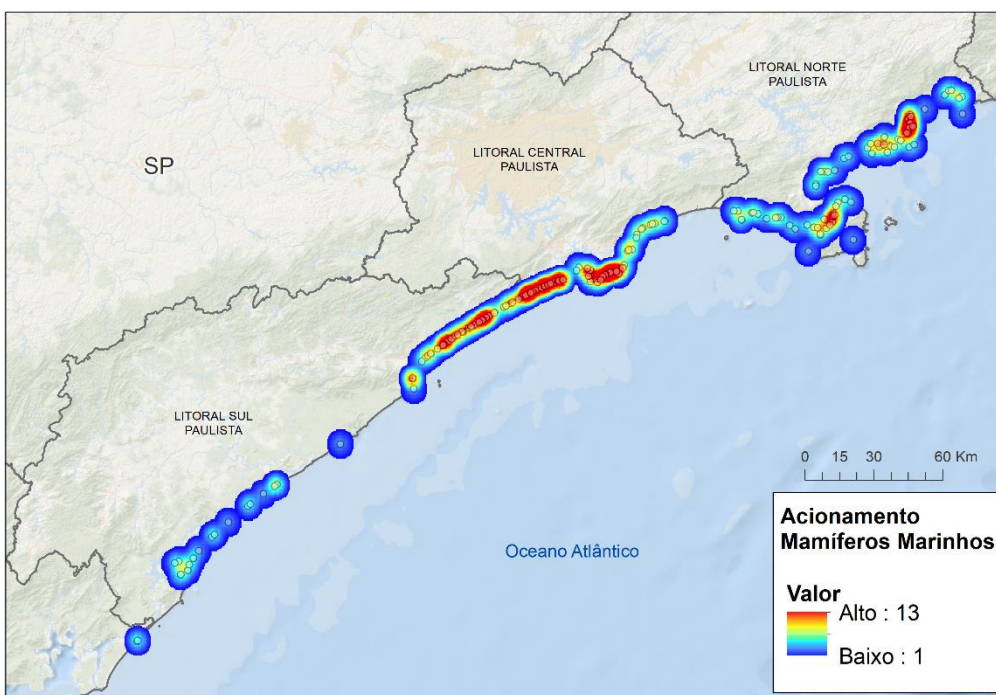 LITORAL NORTE
PAULISTA
LITORAL CENTRAL
PAULISTA
SP
LITORAL SUL
PAULISTA
0 15 30 60 Km
Oceano Atlântico
Acionamento
Mamíferos Marinhos
Valor
Alto : 13
Baixo : 1